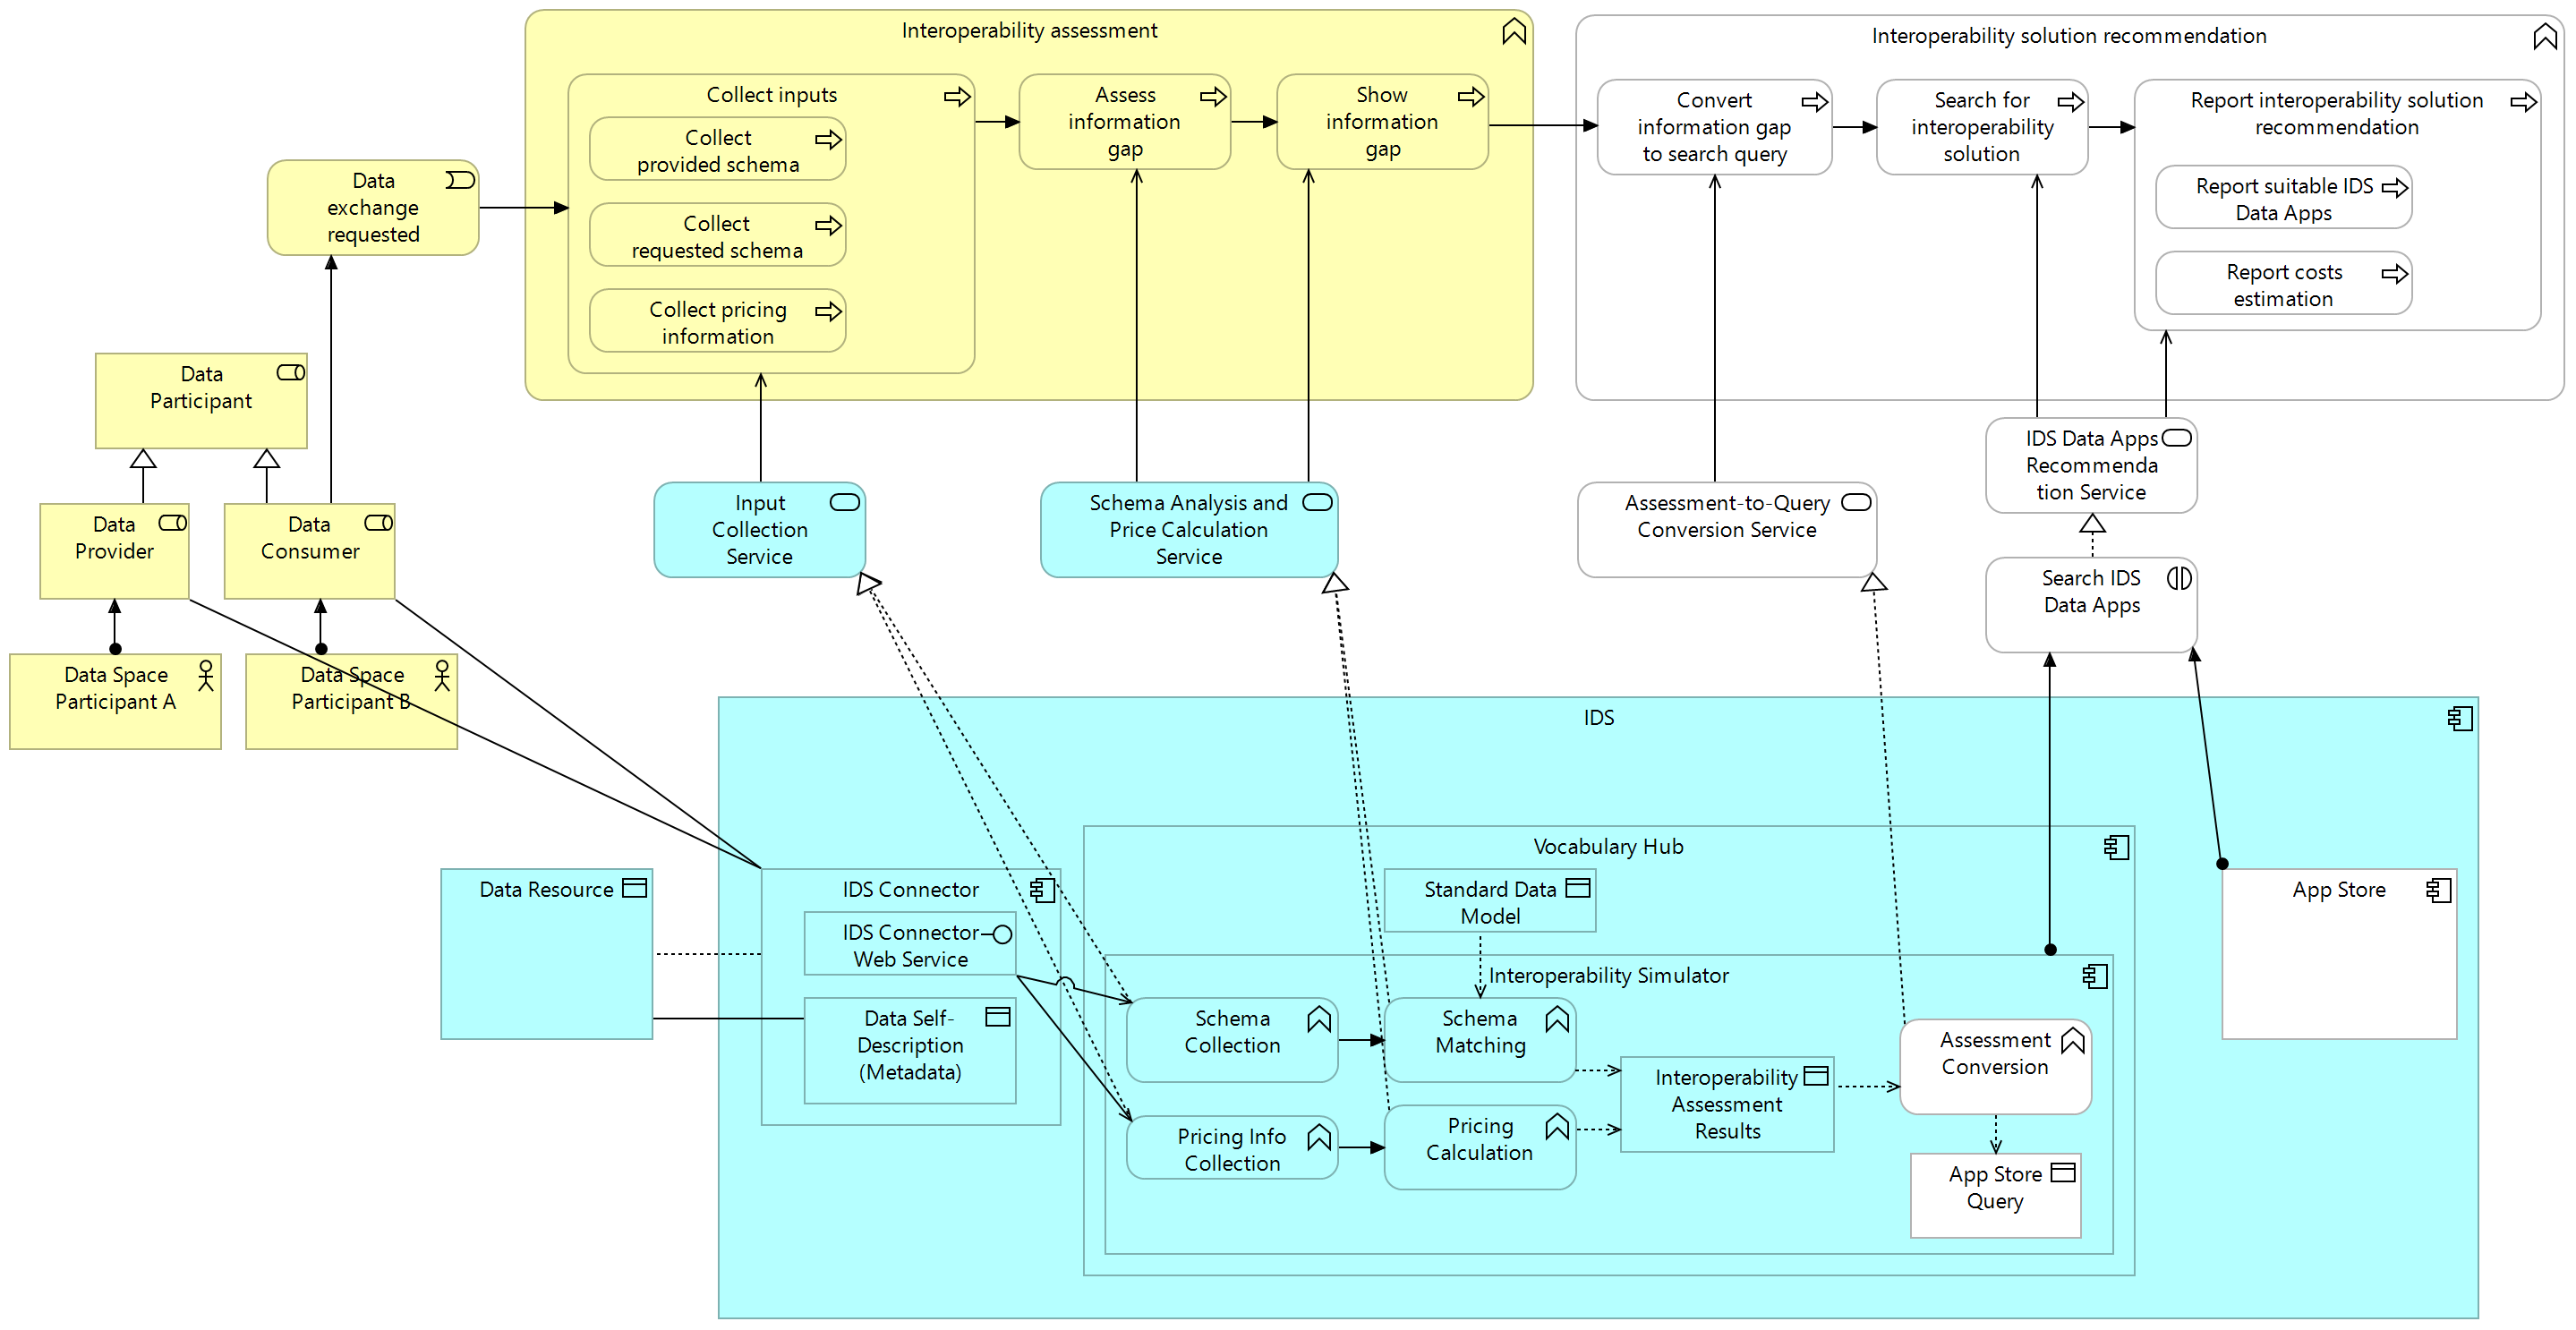 Interoperability assessment
Collect inputs
Collect
provided schema
Collect
requested schema
Collect pricing
information
Assess
information
gap
Show
information
gap
Interoperability solution recommendation
Convert
information gap
to search query
Search for
interoperability
solution
Report interoperability solution
recommendation
Report suitable IDS
Data Apps
Report costs
estimation
Data
exchange
requested
Data
Participant
Data
Provider
Data
Consumer
Data Space
Participant A
Data Space
Participant B
Input
Collection
Service
Schema Analysis and
Price Calculation
Service
Assessment-to-Query
Conversion Service
IDS Data Apps
Recommenda
tion Service
Search IDS
Data Apps
IDS
Data Resource
IDS Connector
IDS Connector
Web Service
Data Self-
Description
(Metadata)
Vocabulary Hub
Standard Data
Model
Interoperability Simulator
Schema
Collection
Schema
Matching
Pricing Info
Collection
Pricing
Calculation
Interoperability
Assessment
Results
Assessment
Conversion
App Store
Query
App Store